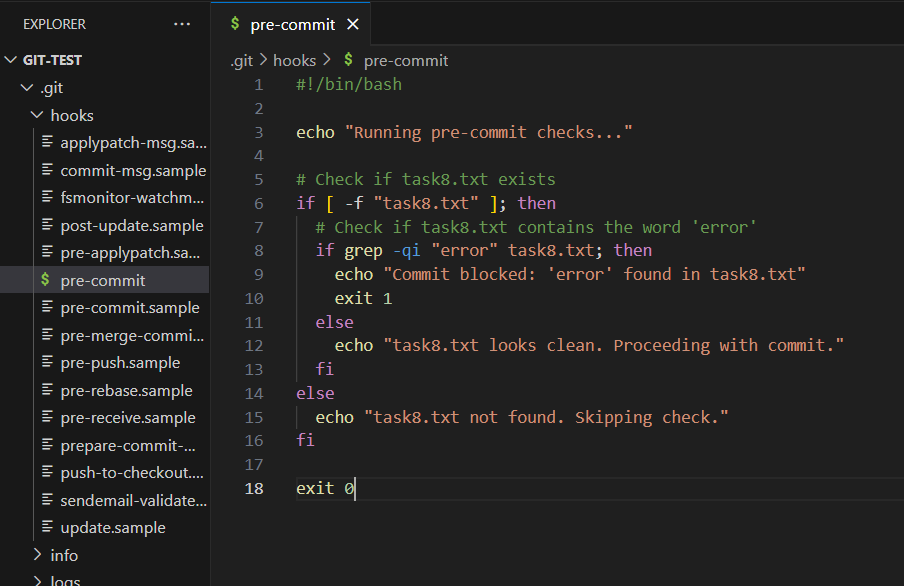 EXPLORER ...
GIT-TEST
.git
hooks
applypatch-msg.sa...
commit-msg.sample
fsmonitor-watchm...
post-update.sample
pre-applypatch.sa...
$ pre-commit
pre-commit.sample
pre-merge-commi...
pre-push.sample
pre-rebase.sample
pre-receive.sample
prepare-commit-...
push-to-checkout....
sendemail-validate...
update.sample
info
logs
$ pre-commit
.git > hooks > $ pre-commit
1 #!/bin/bash
2
3 echo "Running pre-commit checks..."
4
5 # Check if task8.txt exists
6 if [ -f "task8.txt" ]; then
7 # Check if task8.txt contains the word 'error'
8 if grep -qi "error" task8.txt; then
9 echo "Commit blocked: 'error' found in task8.txt"
10 exit 1
11 else
12 echo "task8.txt looks clean. Proceeding with commit."
13 fi
14 else
15 echo "task8.txt not found. Skipping check."
16 fi
17
18 exit 0